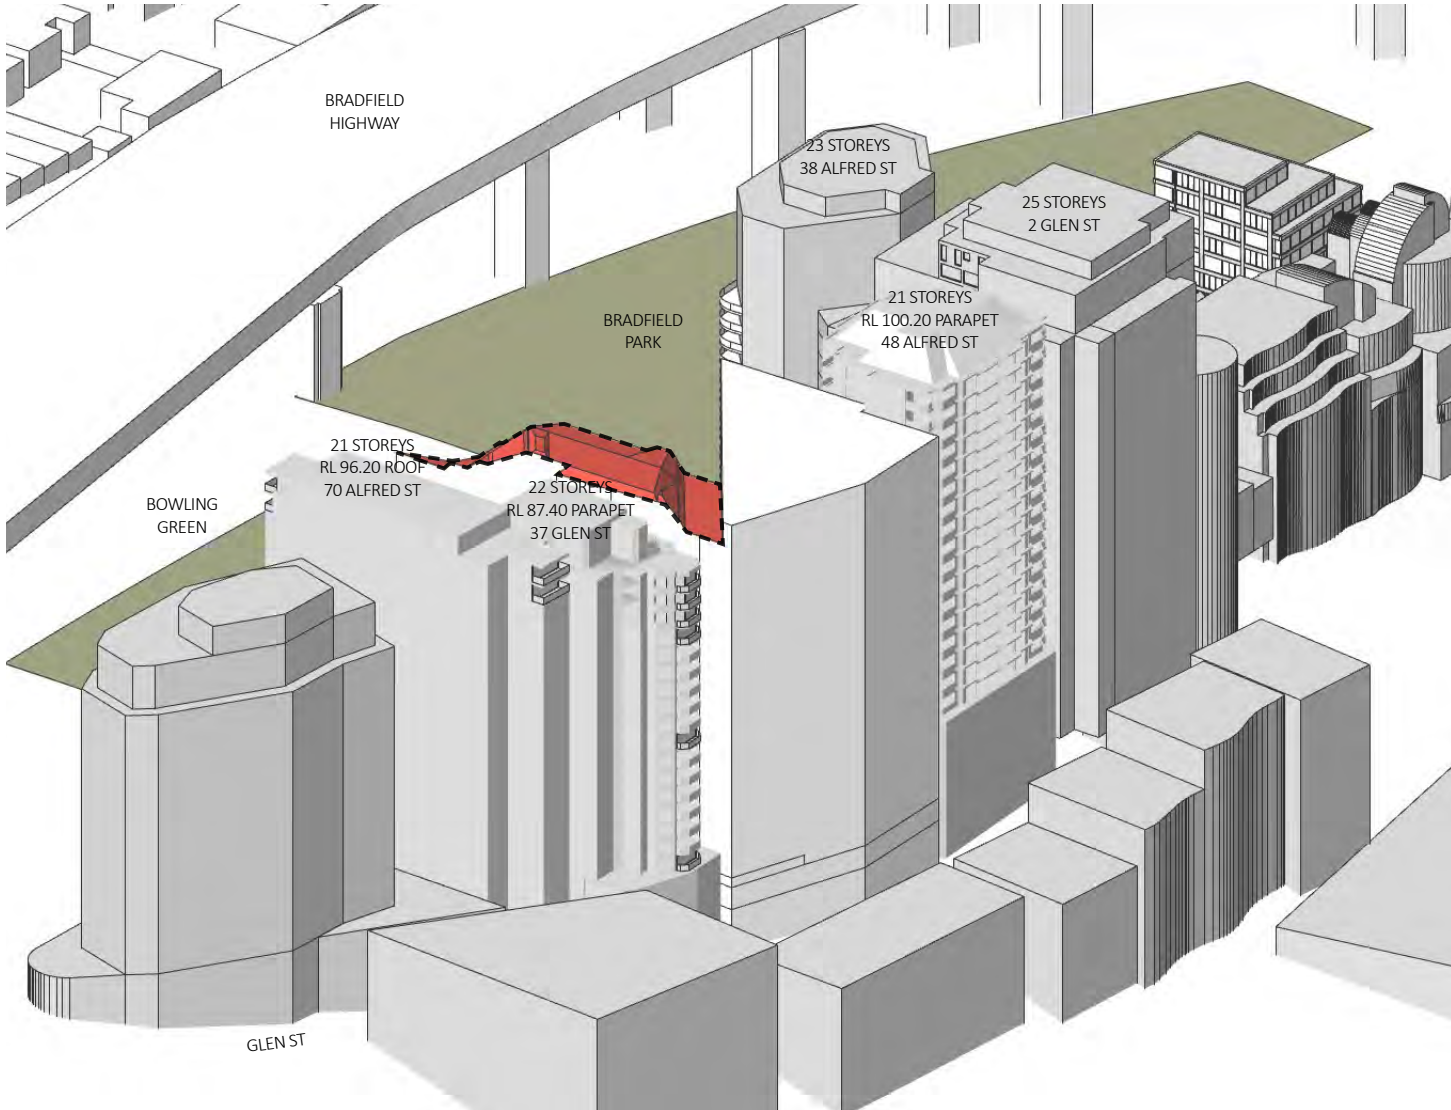 BRADFIELD
HIGHWAY
23 STOREYS
38 ALFRED ST
25 STOREYS
2 GLEN ST
21 STOREYS
RL 100.20 PARAPET
48 ALFRED ST
BRADFIELD
PARK
21 STOREYS
RL 96.20 ROOF
70 ALFRED ST
22 STOREYS
RL 87.40 PARAPET
37 GLEN ST
BOWLING
GREEN
GLEN ST